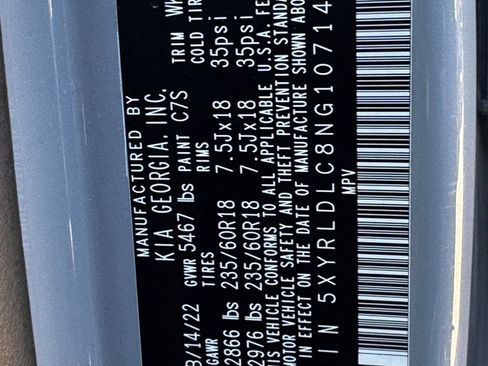 MANUFACTURED BY
KIA GEORGIA, INC.
3/14/22 GVWR 5467 lbs PAINT C7S TRIM
GAWR TIRES RIMS COLD TIR
2866 lbs 235/60R18 7.5Jx18 35psi
2976 lbs 235/60R18 7.5Jx18 35psi
IS VEHICLE CONFORMS TO ALL APPLICABLE U.S.A. FE
MOTOR VEHICLE SAFETY AND THEFT PREVENTION STANDA
IN EFFECT ON THE DATE OF MANUFACTURE SHOWN ABO
IN 5XYRLDLC8NG10714
MPV